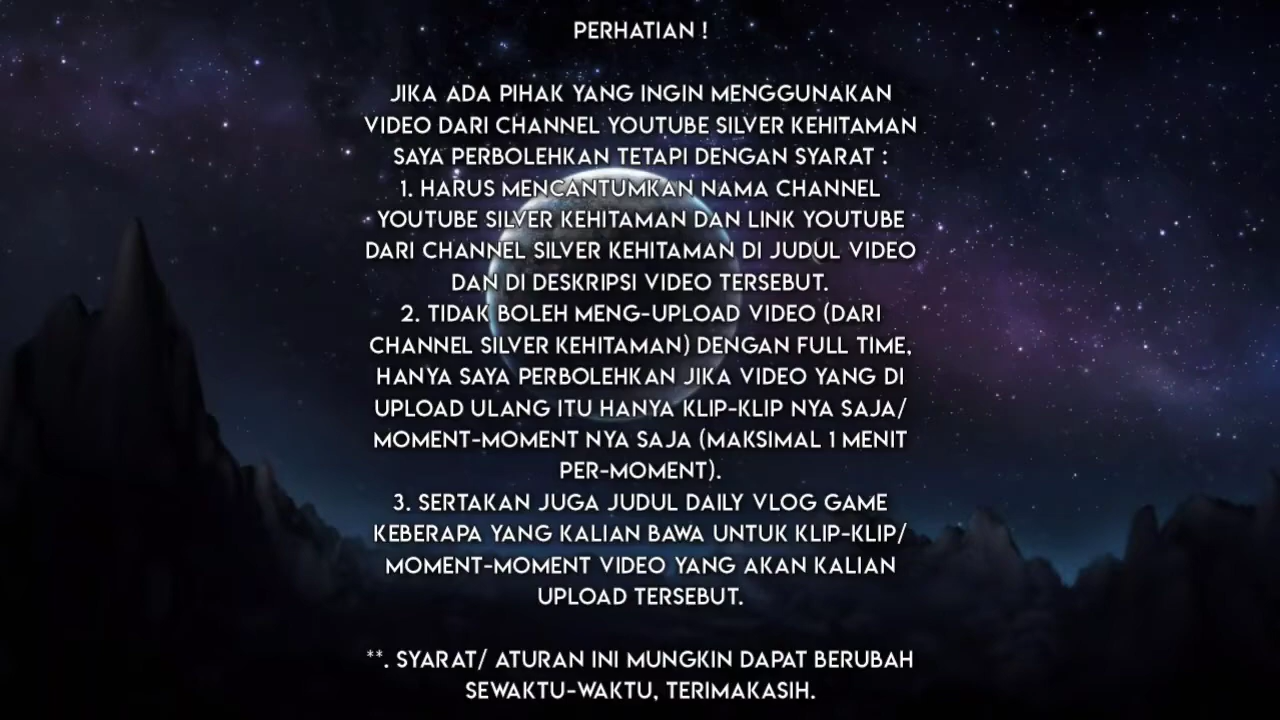 PERHATIAN !
JIKA ADA PIHAK YANG INGIN MENGGUNAKAN
VIDEO DARI CHANNEL YOUTUBE SILVER KEHITAMAN
SAYA PERBOLEHKAN TETAPI DENGAN SYARAT :
1. HARUS MENCANTUMKAN NAMA CHANNEL
YOUTUBE SILVER KEHITAMAN DAN LINK YOUTUBE
DARI CHANNEL SILVER KEHITAMAN DI JUDUL VIDEO
DAN DI DESKRIPSI VIDEO TERSEBUT.
2. TIDAK BOLEH MENG-UPLOAD VIDEO (DARI
CHANNEL SILVER KEHITAMAN) DENGAN FULL TIME,
HANYA SAYA PERBOLEHKAN JIKA VIDEO YANG DI
UPLOAD ULANG ITU HANYA KLIP-KLIP NYA SAJA/
MOMENT-MOMENT NYA SAJA (MAKSIMAL 1 MENIT
PER-MOMENT).
3. SERTAKAN JUGA JUDUL DAILY VLOG GAME
KEBERAPA YANG KALIAN BAWA UNTUK KLIP-KLIP/
MOMENT-MOMENT VIDEO YANG AKAN KALIAN
UPLOAD TERSEBUT.
**. SYARAT/ ATURAN INI MUNGKIN DAPAT BERUBAH
SEWAKTU-WAKTU, TERIMAKASIH.